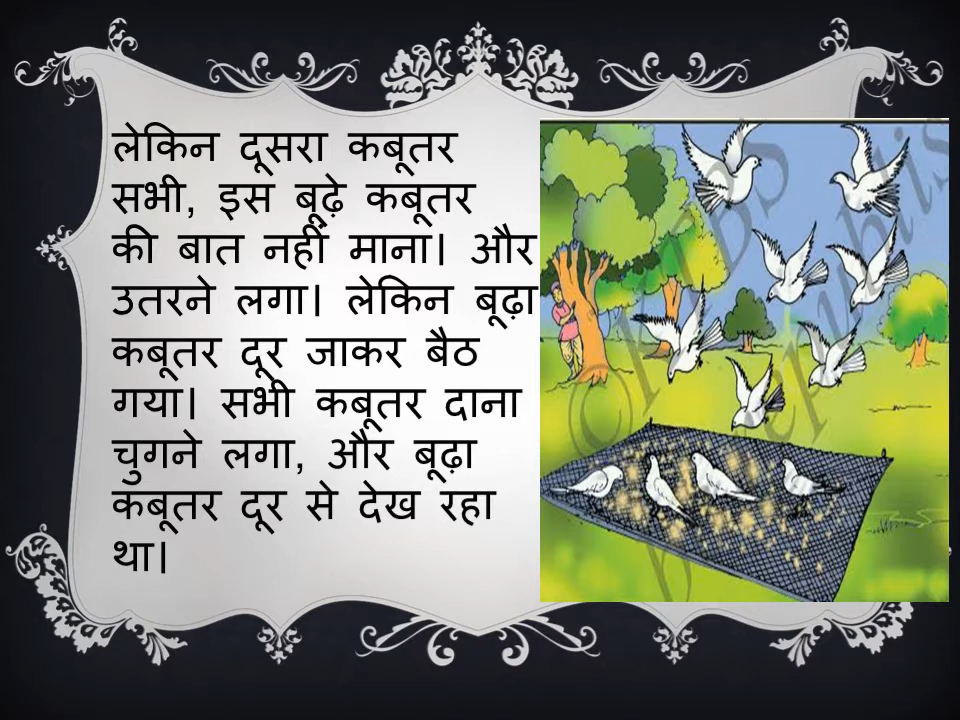 लेकिन दूसरा कबूतर
सभी, इस बूढ़े कबूतर
की बात नहीं माना। और
उतरने लगा। लेकिन बूढ़ा
कबूतर दूर जाकर बैठ
गया। सभी कबूतर दाना
चुगने लगा, और बूढ़ा
कबूतर दूर से देख रहा
था।